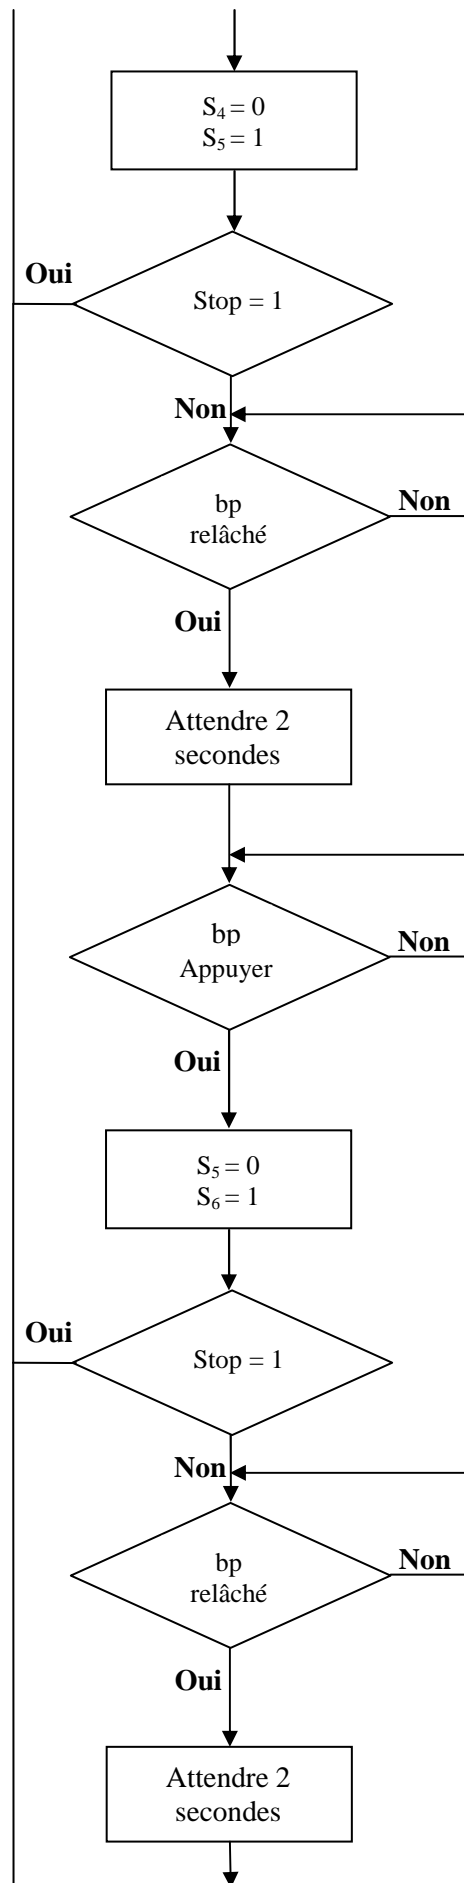 S₄ = 0
S₅ = 1
Oui
Stop = 1
Non
bp
relâché
Non
Oui
Attendre 2
secondes
bp
Appuyer
Non
Oui
S₅ = 0
S₆ = 1
Oui
Stop = 1
Non
bp
relâché
Non
Oui
Attendre 2
secondes